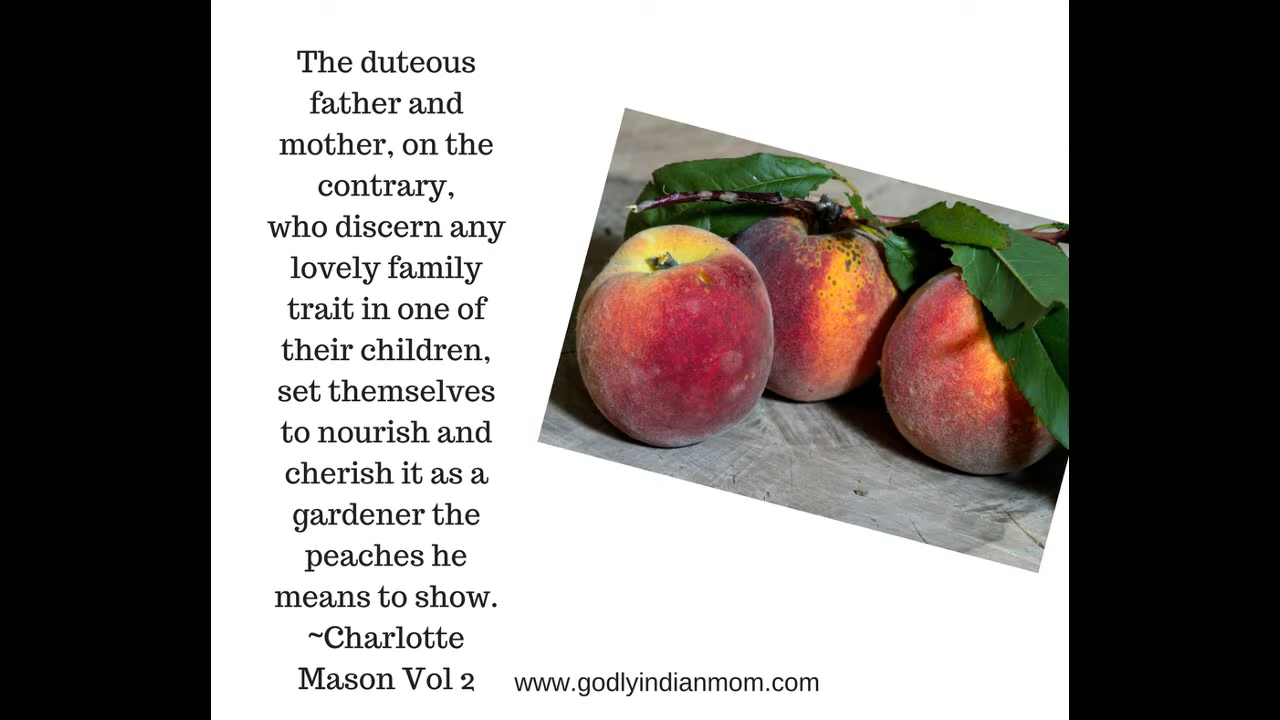 The duteous
father and
mother, on the
contrary,
who discern any
lovely family
trait in one of
their children,
set themselves
to nourish and
cherish it as a
gardener the
peaches he
means to show.
~Charlotte
Mason Vol 2
www.godlyindianmom.com